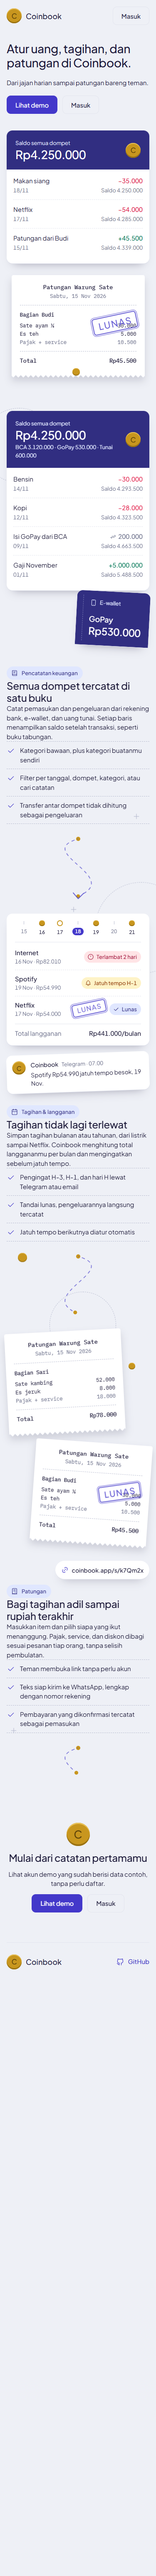 Coinbook
Masuk
Atur uang, tagihan, dan
patungan di Coinbook.
Dari jajan harian sampai patungan bareng teman.
Lihat demo
Masuk
Saldo semua dompet
Rp4.250.000
C
Makan siang −35.000
18/11 Saldo 4.250.000
Netflix −54.000
17/11 Saldo 4.285.000
Patungan dari Budi +45.500
15/11 Saldo 4.339.000
Patungan Warung Sate
Sabtu, 15 Nov 2026
Bagian Budi
Sate ayam ½
Es teh 5.000
Pajak + service 10.500
LUNAS
Total Rp45.500
Saldo semua dompet
Rp4.250.000
BCA Rp3.120.000 · GoPay 530.000 · Tunai
600.000
C
Bensin −30.000
14/11 Saldo 4.293.500
Kopi −28.000
12/11 Saldo 4.323.500
Isi GoPay dari BCA 200.000
09/11 Saldo 4.663.500
Gaji November +5.000.000
01/11 Saldo 5.488.500
E-wallet
GoPay
Rp530.000
Pencatatan keuangan
Semua dompet tercatat di
satu buku
Catat pemasukan dan pengeluaran dari rekening
bank, e-wallet, dan uang tunai. Setiap baris
menampilkan saldo setelah transaksi, seperti
buku tabungan.
Kategori bawaan, plus kategori buatanmu
sendiri
Filter per tanggal, dompet, kategori, atau
cari catatan
Transfer antar dompet tidak dihitung
sebagai pengeluaran
15 16 17 18 19 20 21
Internet
16 Nov · Rp82.010
Terlambat 2 hari
Spotify
19 Nov · Rp54.990
Jatuh tempo H-1
Netflix
17 Nov · Rp54.000
LUNAS
Lunas
Total langganan Rp441.000/bulan
C
Coinbook Telegram · 07.00
Spotify Rp54.990 jatuh tempo besok, 19
Nov.
Tagihan & langganan
Tagihan tidak lagi terlewat
Simpan tagihan bulanan atau tahunan, dari listrik
sampai Netflix. Coinbook menghitung total
langgananmu per bulan dan mengingatkan
sebelum jatuh tempo.
Pengingat H-3, H-1, dan hari H lewat
Telegram atau email
Tandai lunas, pengeluarannya langsung
tercatat
Jatuh tempo berikutnya diatur otomatis
Patungan Warung Sate
Sabtu, 15 Nov 2026
Bagian Sari
Sate kambing 52.000
Es jeruk 8.000
Pajak + service 18.000
Total Rp78.000
Patungan Warung Sate
Sabtu, 15 Nov 2026
Bagian Budi
Sate ayam ½
Es teh 5.000
Pajak + service 10.500
LUNAS
Total Rp45.500
coinbook.app/s/k7Qm2x
Patungan
Bagi tagihan adil sampai
rupiah terakhir
Masukkan item dan pilih siapa yang ikut
menanggung. Pajak, service, dan diskon dibagi
sesuai pesanan tiap orang, tanpa selisih
pembulatan.
Teman membuka link tanpa perlu akun
Teks siap kirim ke WhatsApp, lengkap
dengan nomor rekening
Pembayaran yang dikonfirmasi tercatat
sebagai pemasukan
C
Mulai dari catatan pertamamu
Lihat akun demo yang sudah berisi data contoh,
tanpa perlu daftar.
Lihat demo
Masuk
C
Coinbook
GitHub